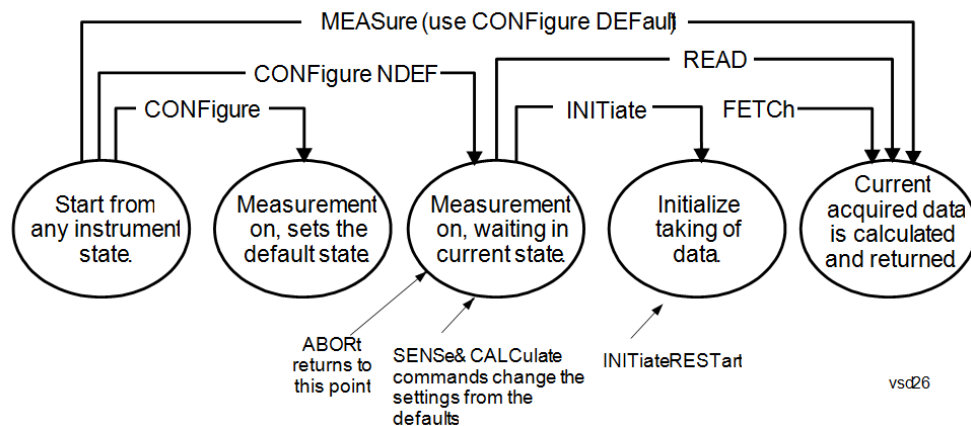 MEASure (use CONFigure DEFault)
READ
CONFigure NDEF
CONFigure
INITiate
FETCh
Start from
any instrument
state.
Measurement
on, sets the
default state.
Measurement
on, waiting in
current state.
Initialize
taking of
data.
Current
acquired data
is calculated
and returned.
ABORt
returns to
this point
SENSe& CALCulate
commands change the
settings from the
defaults
INITiateRESTart
vsd26